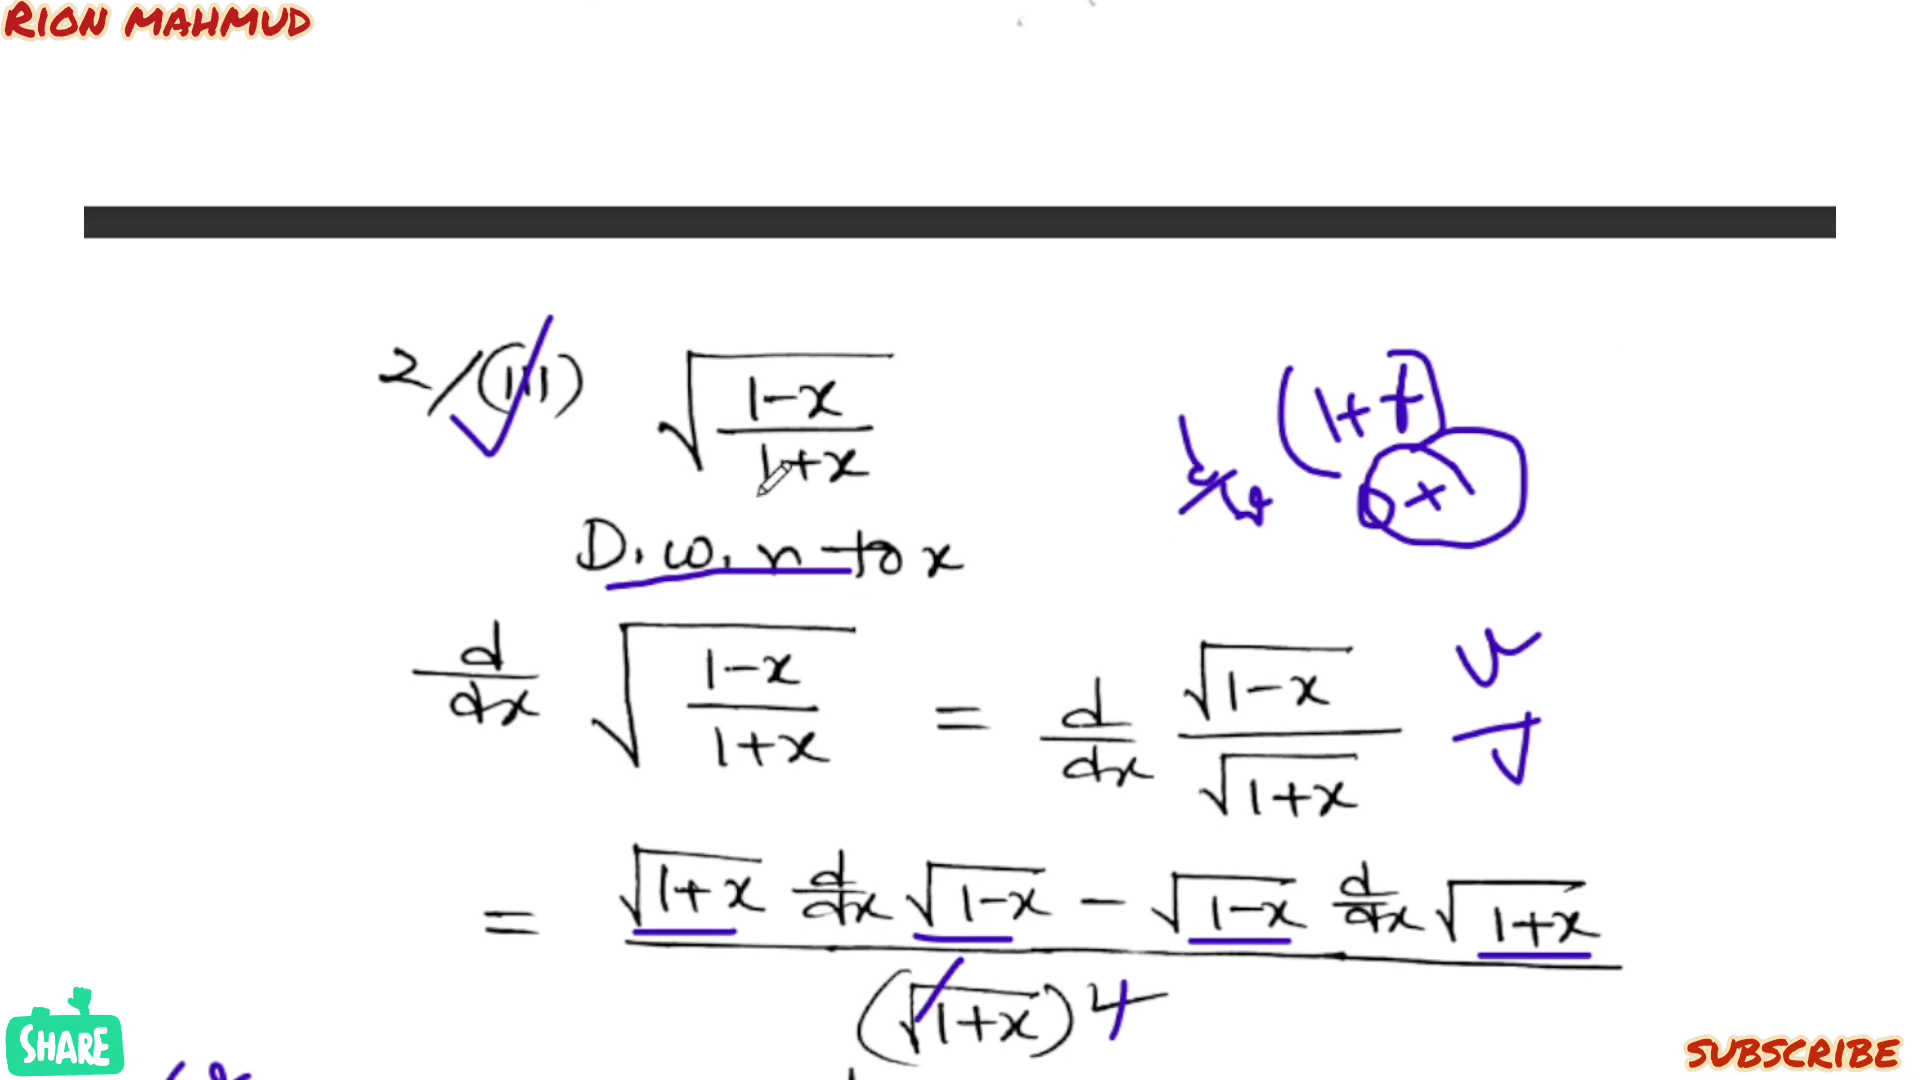 RION MAHMUD
2/(iii) √((1-x)/(1+x))
D. w. r to x
d/dx √((1-x)/(1+x)) = d/dx √(1-x)/√(1+x)
= (√(1+x) d/dx √(1-x) - √(1-x) d/dx √(1+x)) / (√(1+x))²
SHARE
SUBSCRIBE